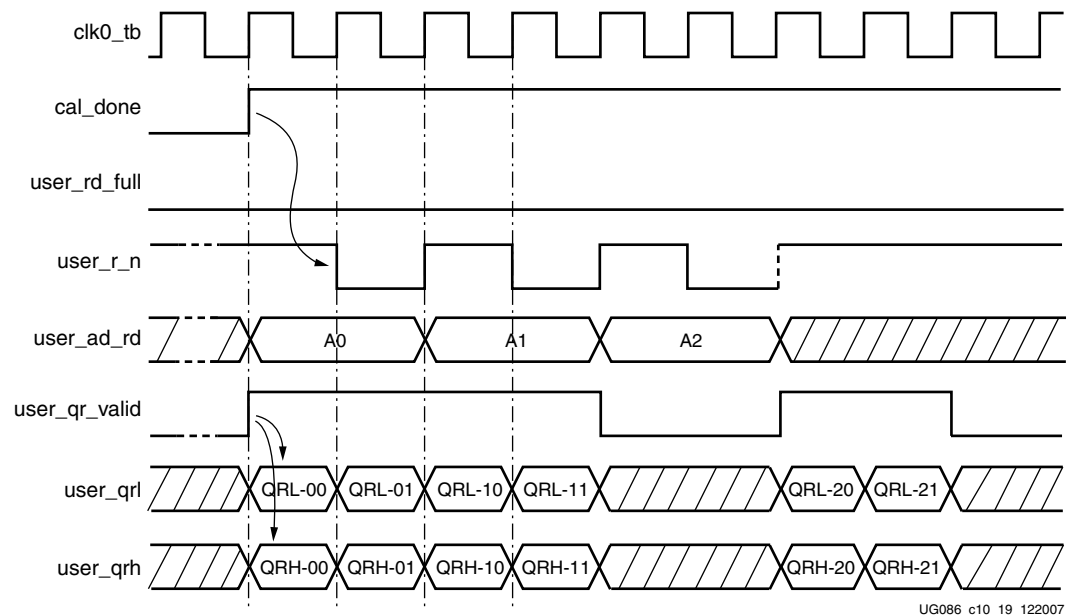 clk0_tb
cal_done
user_rd_full
user_r_n
user_ad_rd A0 A1 A2
user_qr_valid
user_qrl QRL-00 QRL-01 QRL-10 QRL-11 QRL-20 QRL-21
user_qrh QRH-00 QRH-01 QRH-10 QRH-11 QRH-20 QRH-21
UG086_c10_19_122007